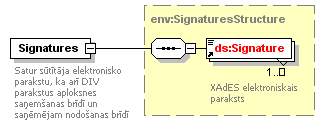 env:SignaturesStructure
Signatures
ds:Signature
1..
Satur sūtītāja elektronisko
parakstu, ka arī DIV
parakstus aploksnes
saņemšanas brīdī un
saņēmējam nodošanas brīdī
XAdES elektroniskais
paraksts